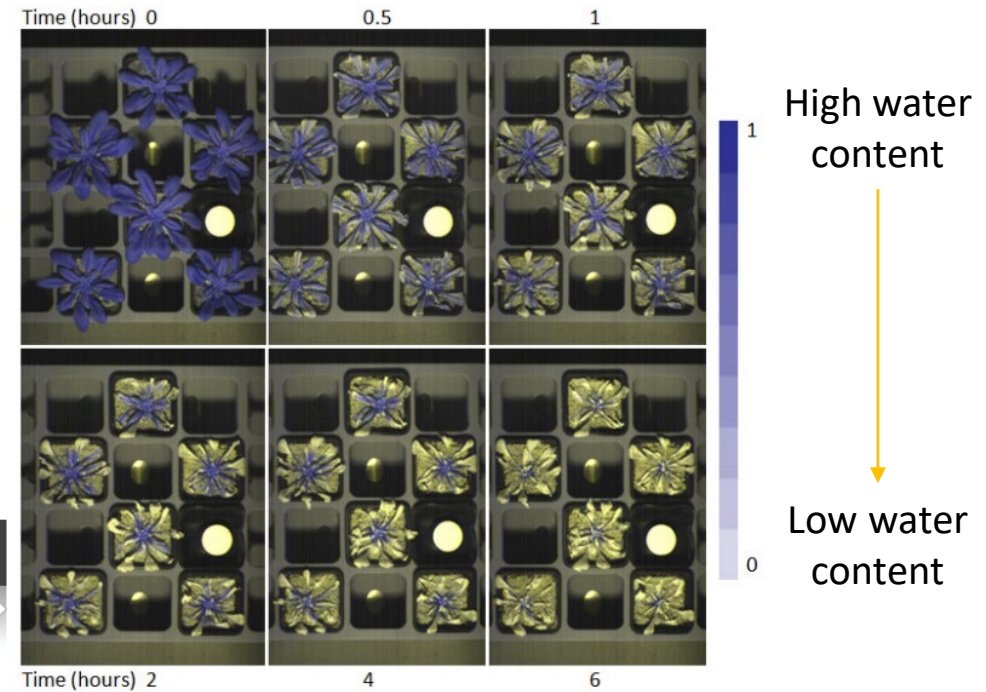 Time (hours) 0 0.5 1
High water
content
1
0
Low water
content
Time (hours) 2 4 6